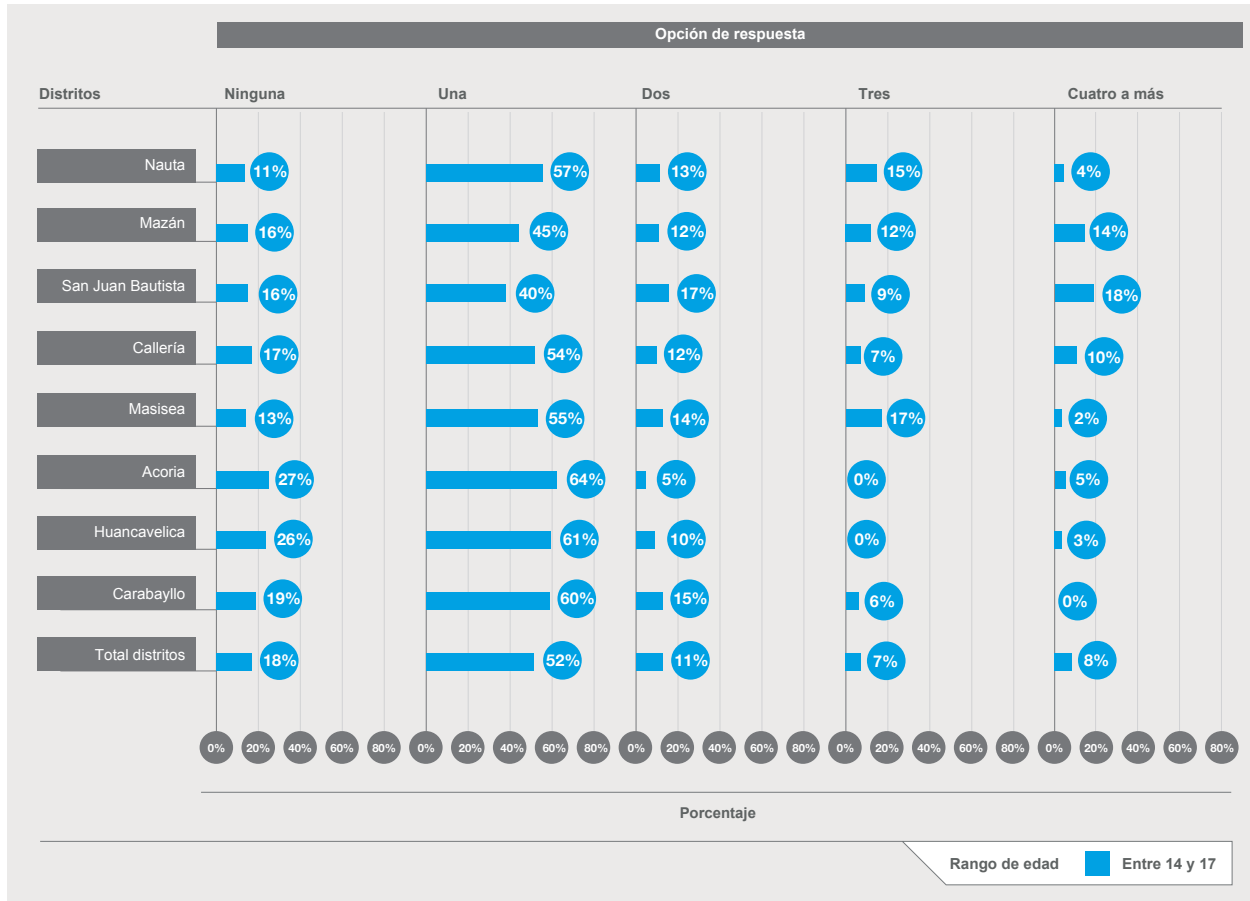 Opción de respuesta
Distritos Ninguna Una Dos Tres Cuatro a más
Nauta 11% 57% 13% 15% 4%
Mazán 16% 45% 12% 12% 14%
San Juan Bautista 16% 40% 17% 9% 18%
Callería 17% 54% 12% 7% 10%
Masisea 13% 55% 14% 17% 2%
Acoria 27% 64% 5% 0% 5%
Huancavelica 26% 61% 10% 0% 3%
Carabayllo 19% 60% 15% 6% 0%
Total distritos 18% 52% 11% 7% 8%
0% 20% 40% 60% 80% 0% 20% 40% 60% 80% 0% 20% 40% 60% 80% 0% 20% 40% 60% 80% 0% 20% 40% 60% 80%
Porcentaje
Rango de edad Entre 14 y 17